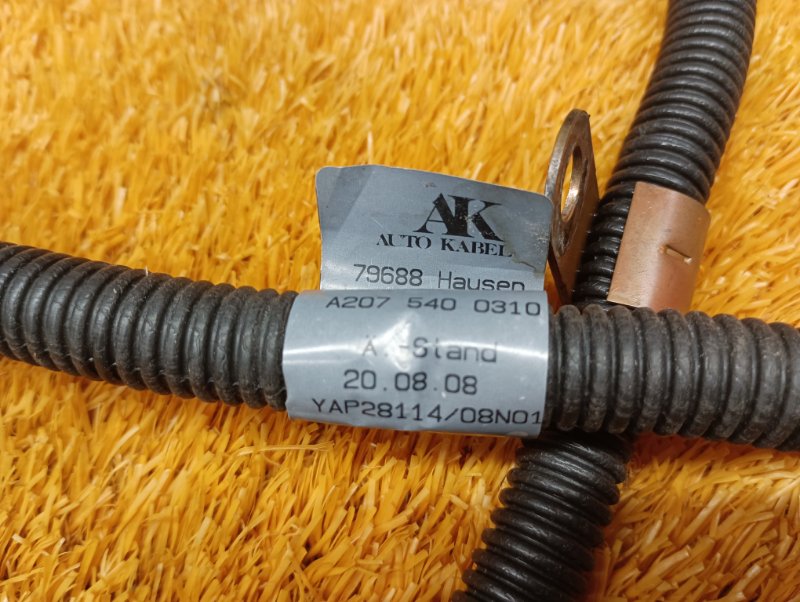 AK
AUTO KABEL
79688 Hausen
A207 540 0310
Ä.-Stand
20.08.08
YAP28114/08N01